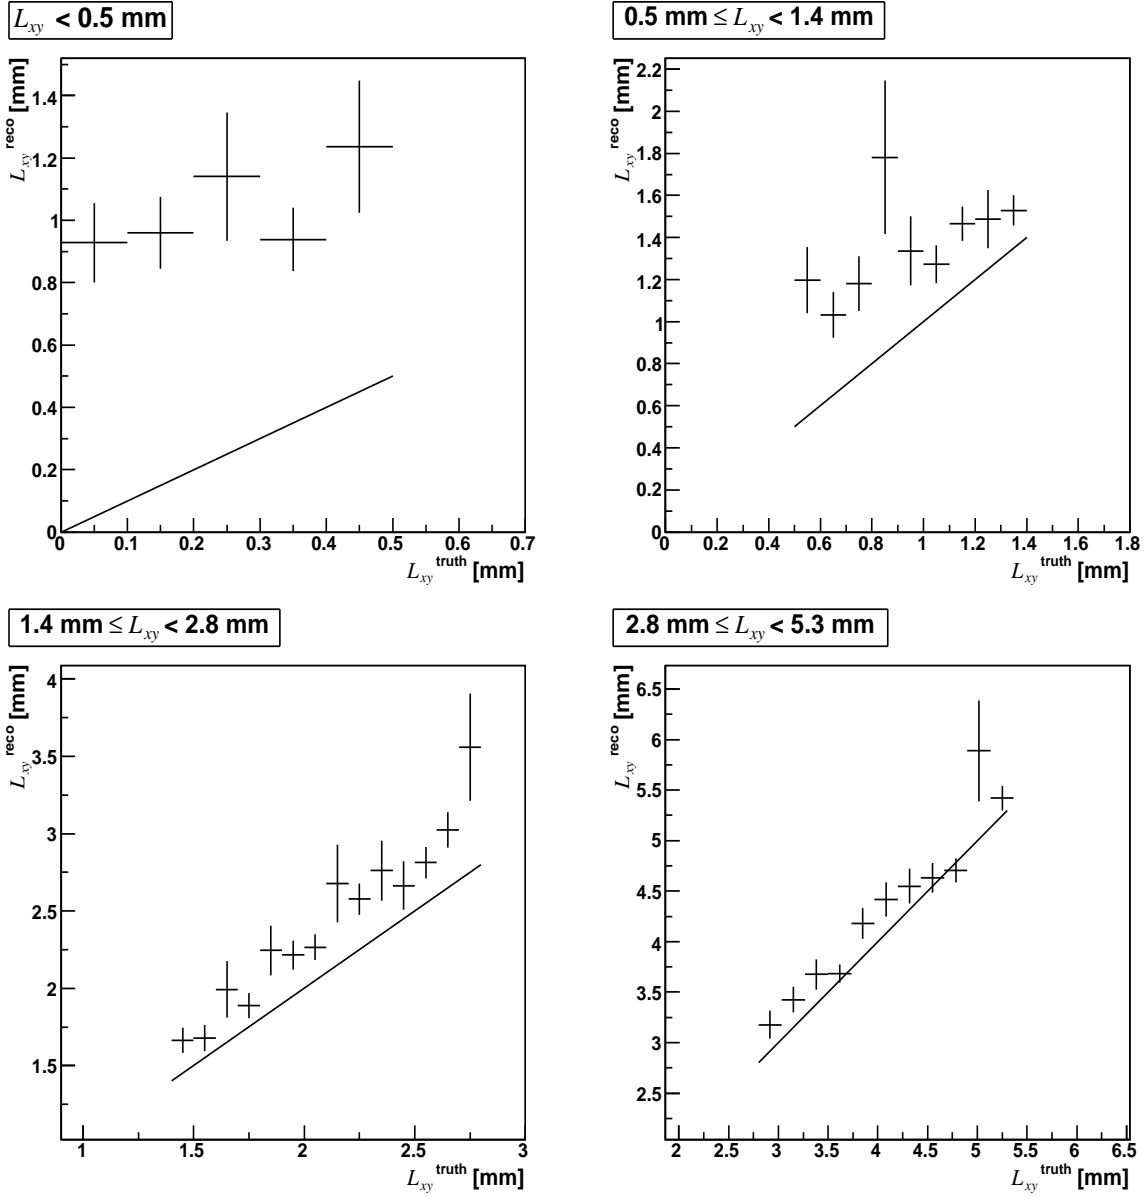 L_xy < 0.5 mm
L_xy^reco [mm]
1.4
1.2
1
0.8
0.6
0.4
0.2
0
0 0.1 0.2 0.3 0.4 0.5 0.6 0.7
L_xy^truth [mm]
0.5 mm ≤ L_xy < 1.4 mm
L_xy^reco [mm]
2.2
2
1.8
1.6
1.4
1.2
1
0.8
0.6
0.4
0.2
0
0 0.2 0.4 0.6 0.8 1 1.2 1.4 1.6 1.8
L_xy^truth [mm]
1.4 mm ≤ L_xy < 2.8 mm
L_xy^reco [mm]
4
3.5
3
2.5
2
1.5
1 1.5 2 2.5 3
L_xy^truth [mm]
2.8 mm ≤ L_xy < 5.3 mm
L_xy^reco [mm]
6.5
6
5.5
5
4.5
4
3.5
3
2.5
2 2.5 3 3.5 4 4.5 5 5.5 6 6.5
L_xy^truth [mm]